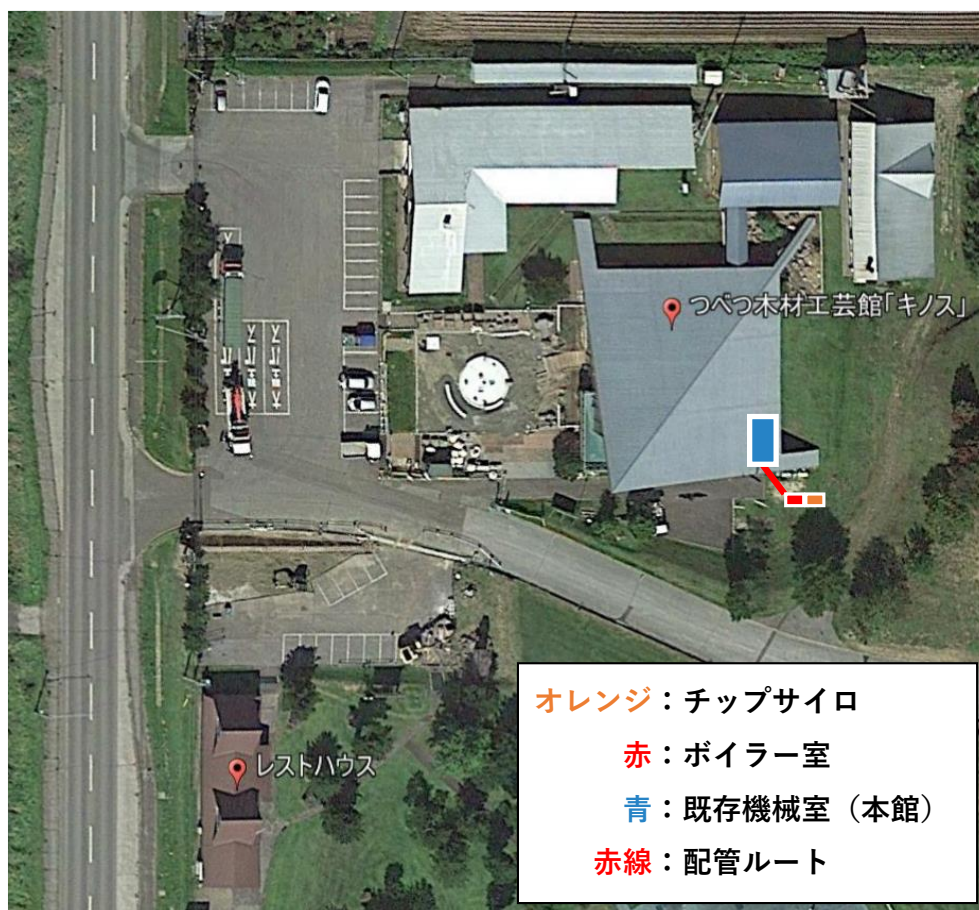 つべつ木材工芸館「キノス」
レストハウス
オレンジ：チップサイロ
赤：ボイラー室
青：既存機械室（本館）
赤線：配管ルート